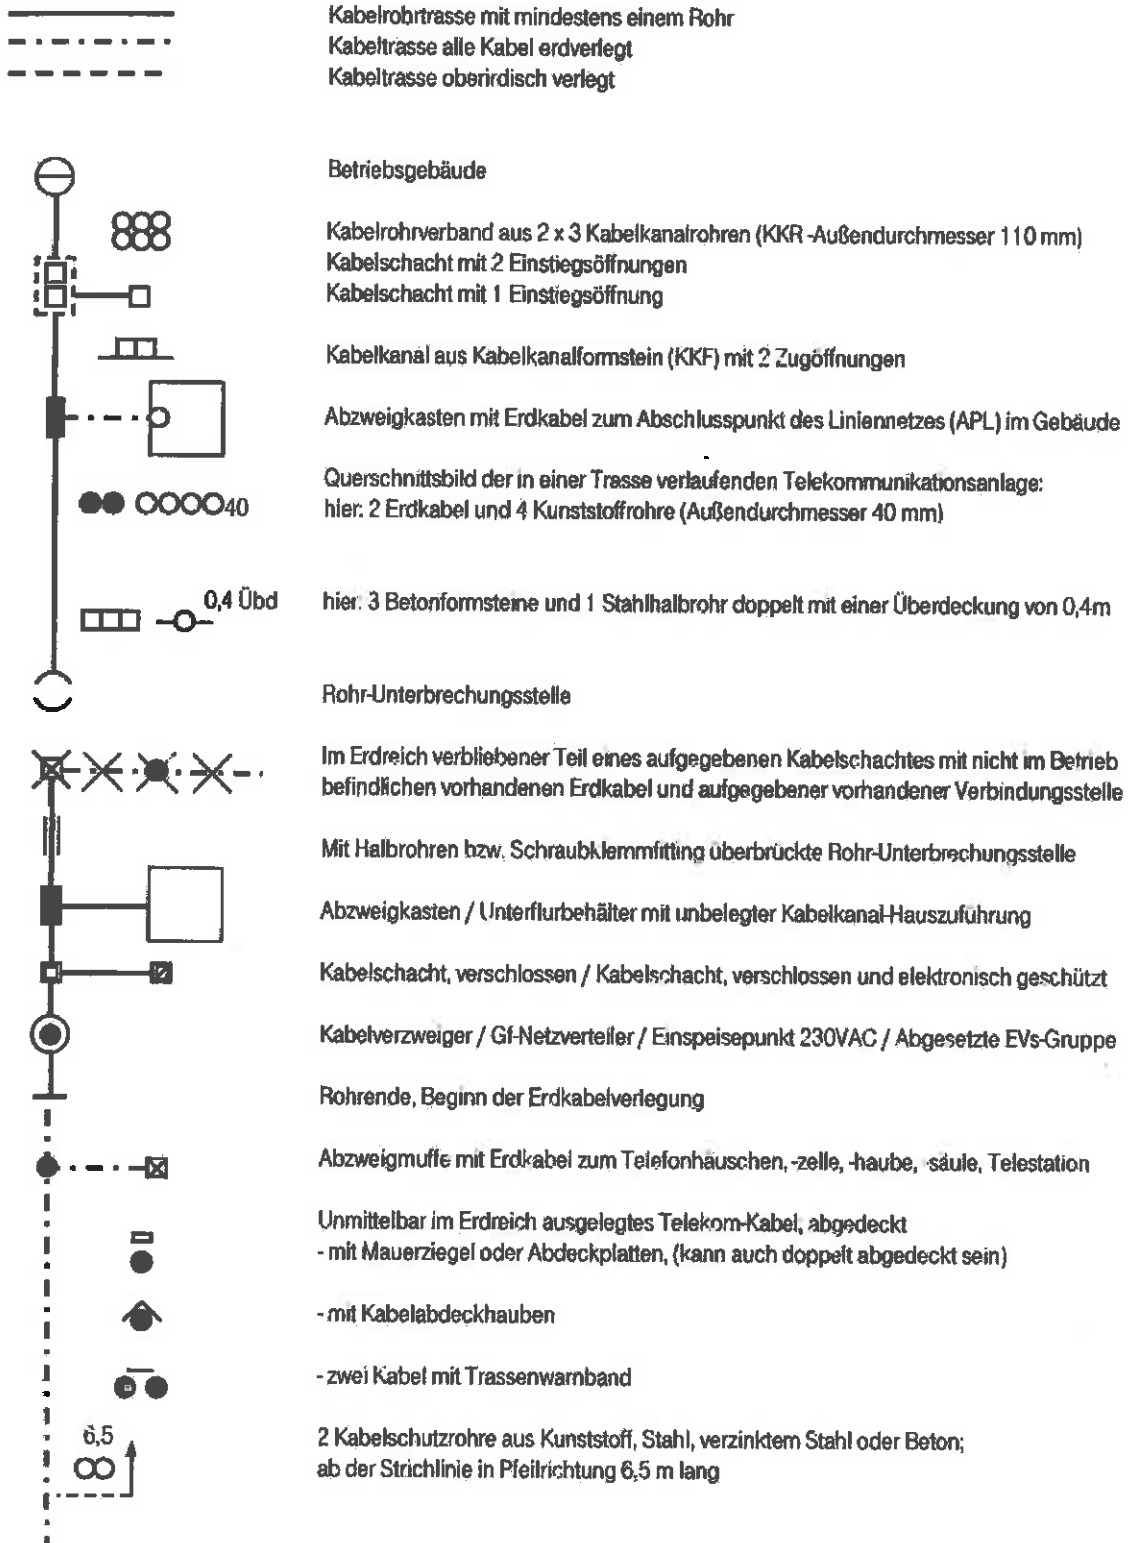 Kabelrohrtrasse mit mindestens einem Rohr
Kabeltrasse alle Kabel erdverlegt
Kabeltrasse oberirdisch verlegt
Betriebsgebäude
Kabelrohrverband aus 2 x 3 Kabelkanalrohren (KKR -Außendurchmesser 110 mm)
Kabelschacht mit 2 Einstiegsöffnungen
Kabelschacht mit 1 Einstiegsöffnung
Kabelkanal aus Kabelkanalformstein (KKF) mit 2 Zugöffnungen
Abzweigkasten mit Erdkabel zum Abschlusspunkt des Liniennetzes (APL) im Gebäude
Querschnittsbild der in einer Trasse verlaufenden Telekommunikationsanlage:
40
hier: 2 Erdkabel und 4 Kunststoffrohre (Außendurchmesser 40 mm)
0,4 Übd
hier: 3 Betonformsteine und 1 Stahlhalbrohr doppelt mit einer Überdeckung von 0,4m
Rohr-Unterbrechungsstelle
Im Erdreich verbliebener Teil eines aufgegebenen Kabelschachtes mit nicht im Betrieb
befindlichen vorhandenen Erdkabel und aufgegebener vorhandener Verbindungsstelle
Mit Halbrohren bzw. Schraubklemmfitting überbrückte Rohr-Unterbrechungsstelle
Abzweigkasten / Unterflurbehälter mit unbelegter Kabelkanal-Hauszuführung
Kabelschacht, verschlossen / Kabelschacht, verschlossen und elektronisch geschützt
Kabelverzweiger / Gf-Netzverteiler / Einspeisepunkt 230VAC / Abgesetzte EVs-Gruppe
Rohrende, Beginn der Erdkabelverlegung
Abzweigmuffe mit Erdkabel zum Telefonhäuschen, -zelle, -haube, -säule, Telestation
Unmittelbar im Erdreich ausgelegtes Telekom-Kabel, abgedeckt
- mit Mauerziegel oder Abdeckplatten, (kann auch doppelt abgedeckt sein)
- mit Kabelabdeckhauben
- zwei Kabel mit Trassenwarnband
6,5
2 Kabelschutzrohre aus Kunststoff, Stahl, verzinktem Stahl oder Beton;
ab der Strichlinie in Pfeilrichtung 6,5 m lang